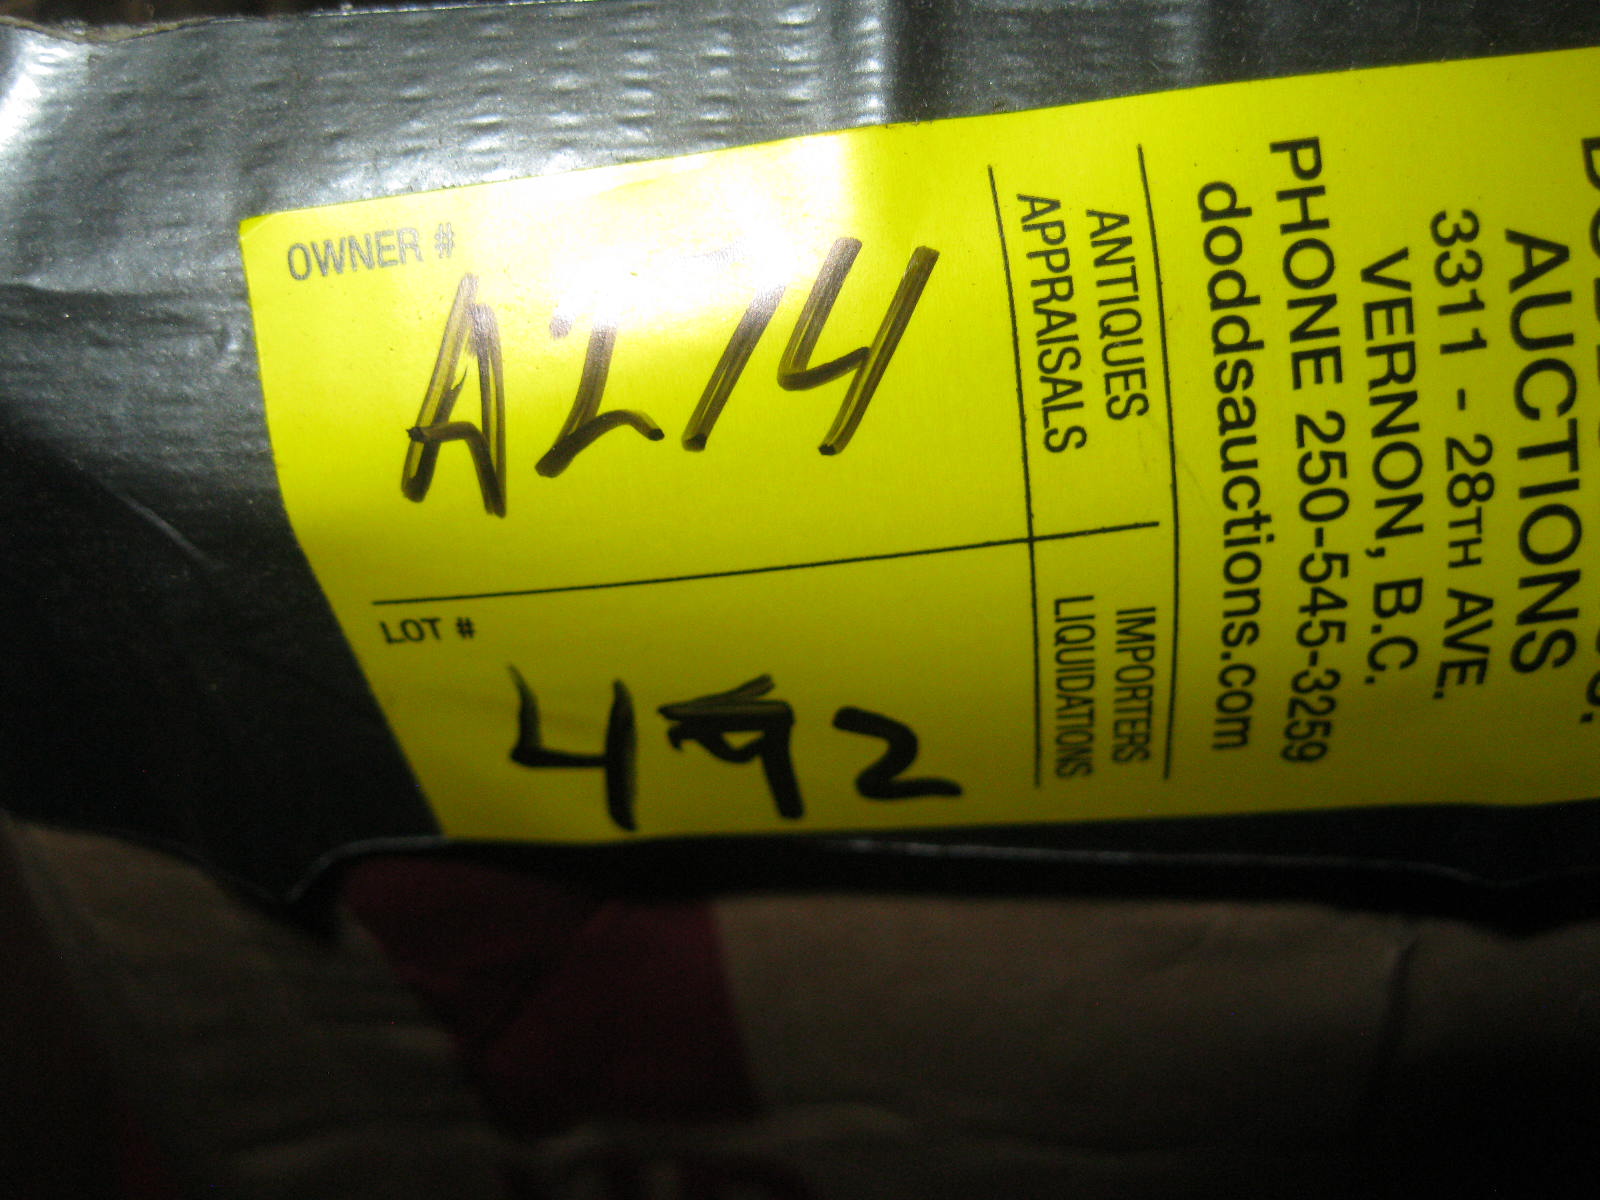 AUCTIONS
3311 - 28TH AVE.
VERNON, B.C.
PHONE 250-545-3259
doddsauctions.com
ANTIQUES IMPORTERS
APPRAISALS LIQUIDATIONS
OWNER #
A214
LOT #
492